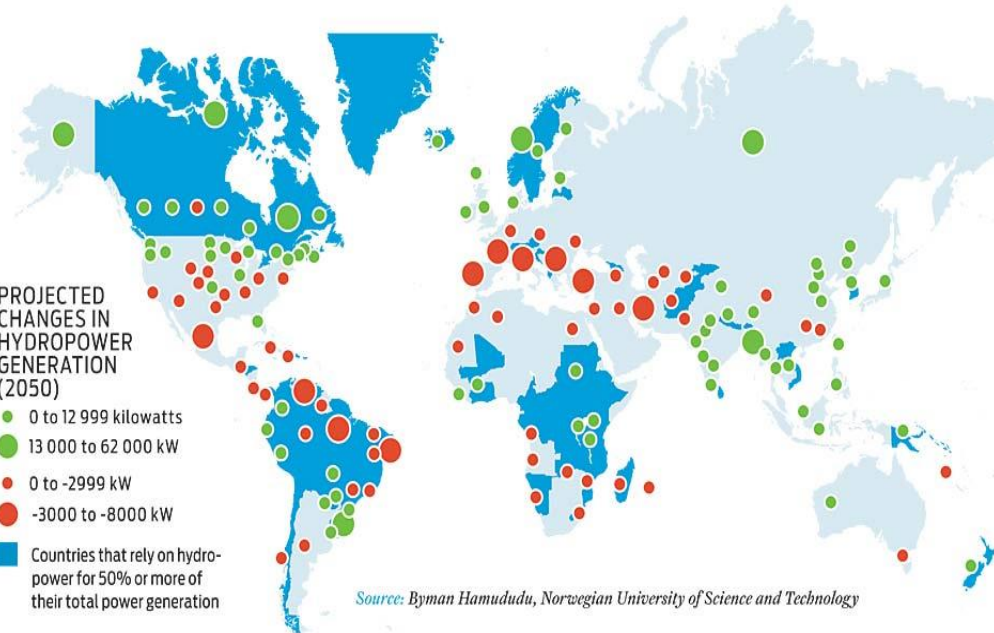 PROJECTED
CHANGES IN
HYDROPOWER
GENERATION
(2050)
0 to 12 999 kilowatts
13 000 to 62 000 kW
0 to -2999 kW
-3000 to -8000 kW
Countries that rely on hydro-
power for 50% or more of
their total power generation
Source: Byman Hamududu, Norwegian University of Science and Technology